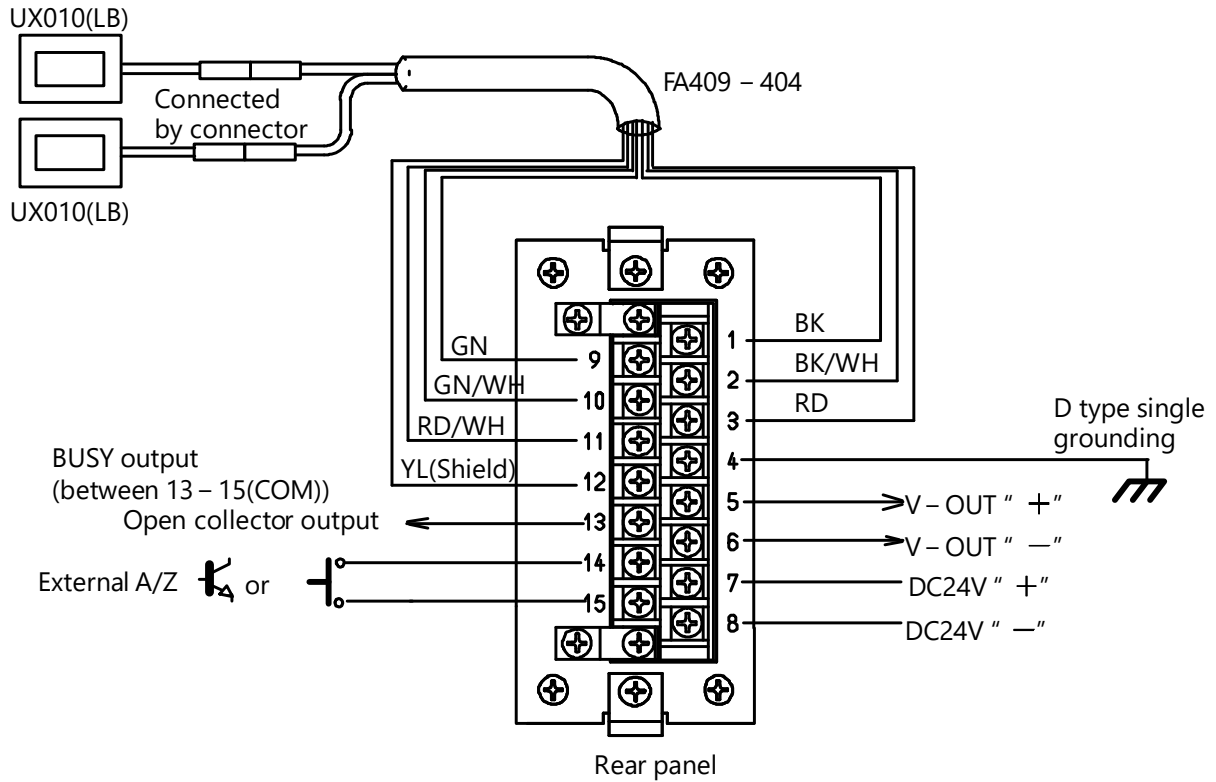 UX010(LB)
FA409 – 404
Connected
by connector
UX010(LB)
GN
9
GN/WH
10
RD/WH
11
YL(Shield)
12
BUSY output
(between 13 – 15(COM))
Open collector output
13
External A/Z
or
14
15
1
BK
2
BK/WH
3
RD
4
D type single
grounding
5
V – OUT “ +”
6
V – OUT “ —”
7
DC24V “ +”
8
DC24V “ —”
Rear panel